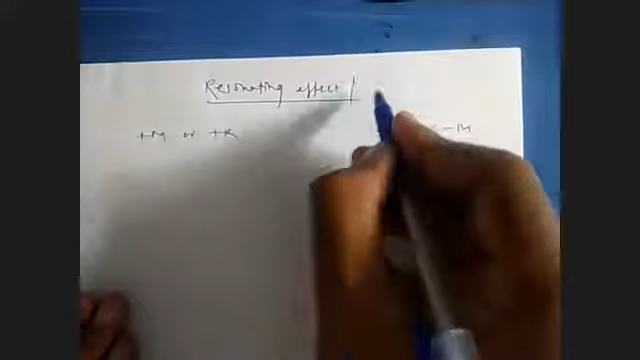 Resonating effect /
+M or +R - M